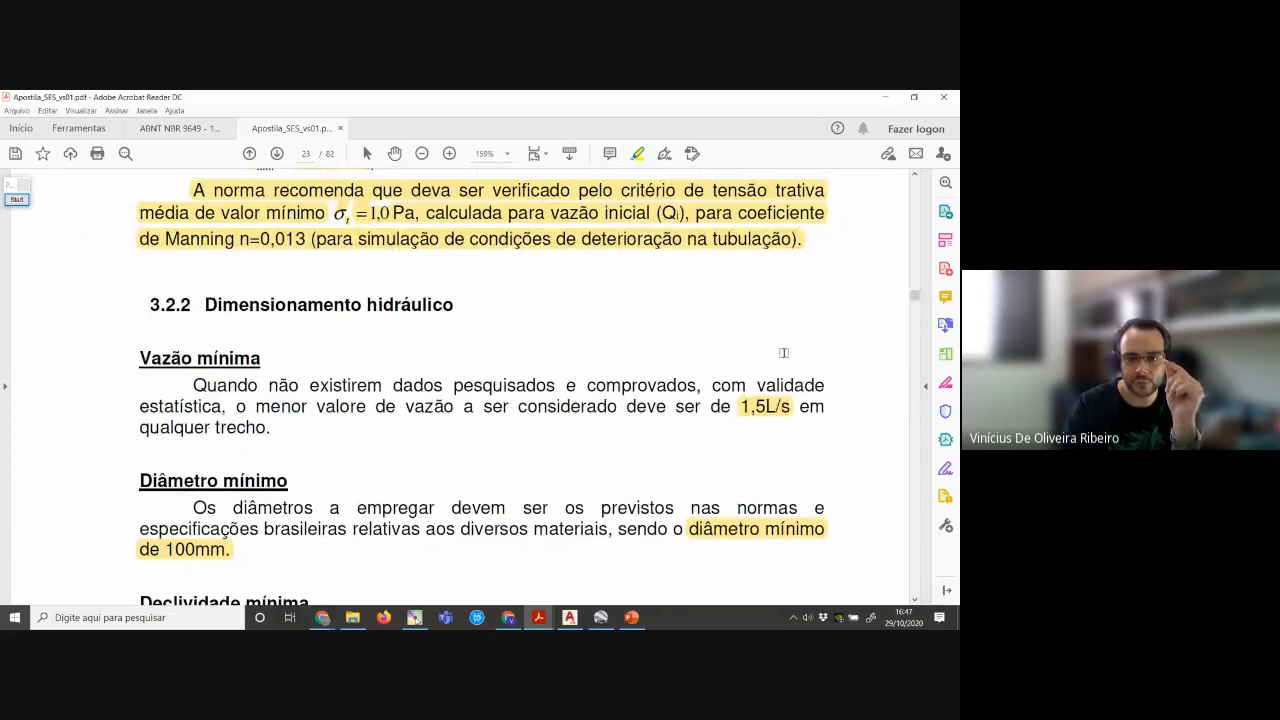 Apostila_SES_vs01.pdf - Adobe Acrobat Reader DC
Arquivo Editar Visualizar Assinar Janela Ajuda
Início Ferramentas ABNT NBR 9649 - 1... Apostila_SES_vs01.p... × Fazer logon
23 / 82 159%
P...
Start
A norma recomenda que deva ser verificado pelo critério de tensão trativa
média de valor mínimo σt = 1,0 Pa, calculada para vazão inicial (Qi), para coeficiente
de Manning n=0,013 (para simulação de condições de deterioração na tubulação).
3.2.2 Dimensionamento hidráulico
Vazão mínima
Quando não existirem dados pesquisados e comprovados, com validade
estatística, o menor valore de vazão a ser considerado deve ser de 1,5L/s em
qualquer trecho.
Diâmetro mínimo
Os diâmetros a empregar devem ser os previstos nas normas e
especificações brasileiras relativas aos diversos materiais, sendo o diâmetro mínimo
de 100mm.
Declividade mínima
Vinícius De Oliveira Ribeiro
Digite aqui para pesquisar
16:47
29/10/2020